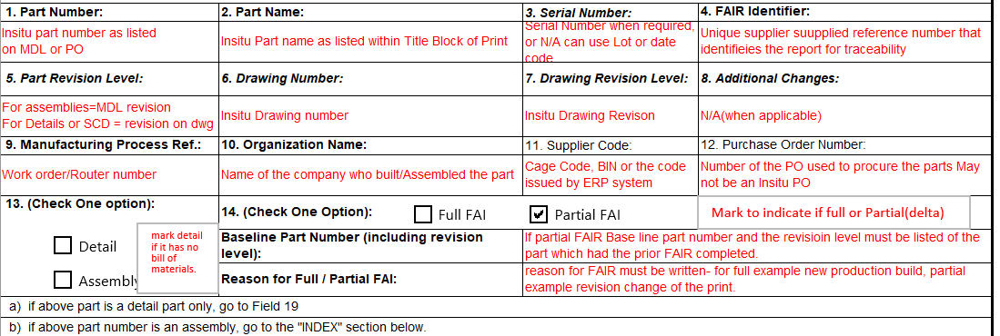 1. Part Number:
2. Part Name:
3. Serial Number:
4. FAIR Identifier:
Insitu part number as listed
on MDL or PO
Insitu Part name as listed within Title Block of Print
Serial Number when required,
or N/A can use Lot or date
code
Unique supplier suupplied reference number that
identifieies the report for traceability
5. Part Revision Level:
6. Drawing Number:
7. Drawing Revision Level:
8. Additional Changes:
For assemblies=MDL revision
For Details or SCD = revision on dwg
Insitu Drawing number
Insitu Drawing Revison
N/A(when applicable)
9. Manufacturing Process Ref.:
10. Organization Name:
11. Supplier Code:
12. Purchase Order Number:
Work order/Router number
Name of the company who built/Assembled the part
Cage Code, BIN or the code
issued by ERP system
Number of the PO used to procure the parts May
not be an Insitu PO
13. (Check One option):
14. (Check One Option):
Full FAI
Partial FAI
Mark to indicate if full or Partial(delta)
Detail
Assembly
mark detail
if it has no
bill of
materials.
Baseline Part Number (including revision
level):
If partial FAIR Base line part number and the revisioin level must be listed of the
part which had the prior FAIR completed.
Reason for Full / Partial FAI:
reason for FAIR must be written- for full example new production build, partial
example revision change of the print.
a) if above part is a detail part only, go to Field 19
b) if above part number is an assembly, go to the "INDEX" section below.